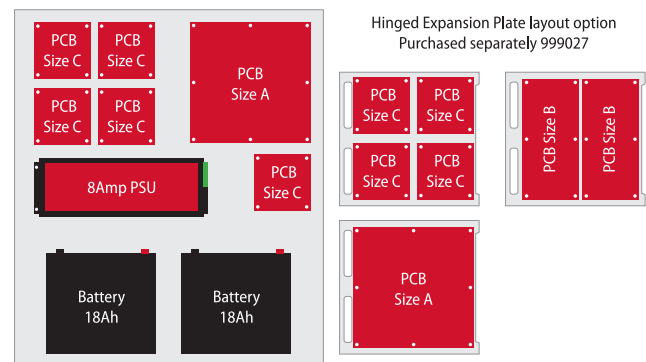 Hinged Expansion Plate layout option
Purchased separately 999027
PCB
Size C
PCB
Size C
PCB
Size A
PCB
Size C
PCB
Size C
8Amp PSU
PCB
Size C
Battery
18Ah
Battery
18Ah
PCB
Size C
PCB
Size C
PCB
Size C
PCB
Size C
PCB Size B
PCB Size B
PCB
Size A